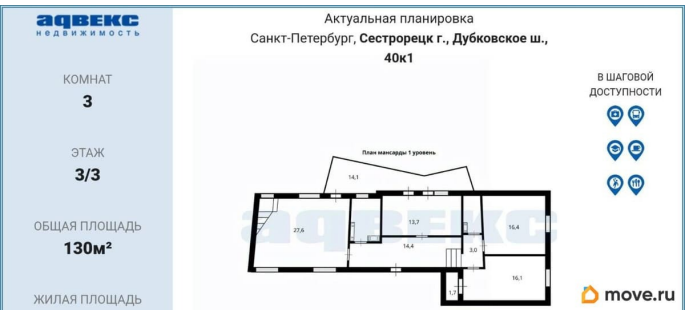 адвекс
недвижимость
КОМНАТ
3
ЭТАЖ
3/3
ОБЩАЯ ПЛОЩАДЬ
130м²
ЖИЛАЯ ПЛОЩАДЬ
Актуальная планировка
Санкт-Петербург, Сестрорецк г., Дубковское ш.,
40к1
План мансарды 1 уровень
14,1
27,6
13,7
16,4
14,4
3,0
16,1
1,7
адвекс
В ШАГОВОЙ
ДОСТУПНОСТИ
move.ru